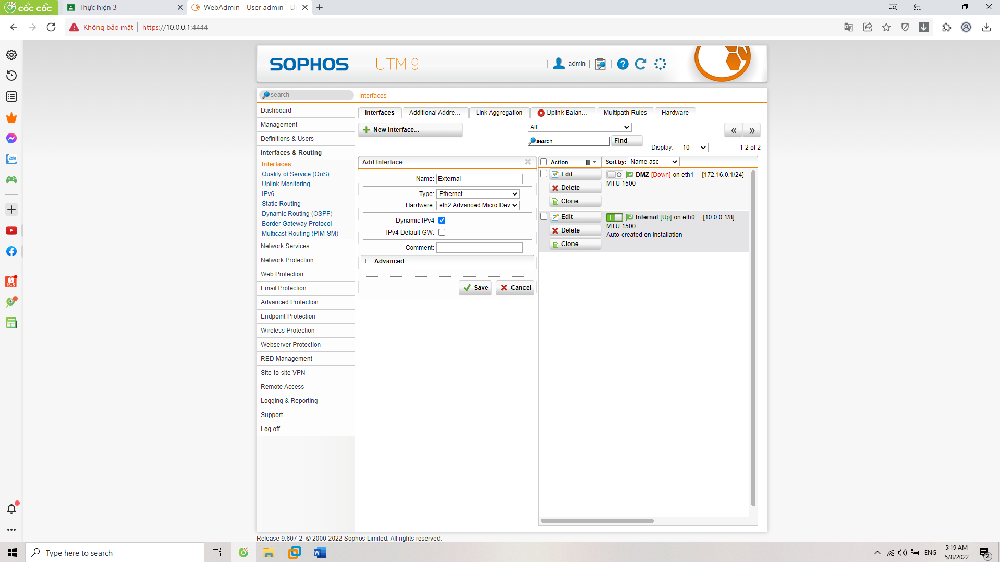 cốc cốc
Thực hiện 3
WebAdmin - User admin - De
Không bảo mật
https://10.0.0.1:4444
SOPHOS
UTM 9
| admin | |
search
Interfaces
Dashboard
Management
Definitions & Users
Interfaces & Routing
Interfaces
Quality of Service (QoS)
Uplink Monitoring
IPv6
Static Routing
Dynamic Routing (OSPF)
Border Gateway Protocol
Multicast Routing (PIM-SM)
Network Services
Network Protection
Web Protection
Email Protection
Advanced Protection
Endpoint Protection
Wireless Protection
Webserver Protection
RED Management
Site-to-site VPN
Remote Access
Logging & Reporting
Support
Log off
Interfaces
Additional Addre...
Link Aggregation
Uplink Balan...
Multipath Rules
Hardware
New Interface...
All
search
Find
Display: 10
1-2 of 2
Add Interface
Name: External
Type: Ethernet
Hardware: eth2 Advanced Micro Dev
Dynamic IPv4
IPv4 Default GW:
Comment:
Advanced
Save
Cancel
Action
Sort by: Name asc
Edit
Delete
Clone
DMZ [Down] on eth1 [172.16.0.1/24]
MTU 1500
Edit
Delete
Clone
Internal [Up] on eth0 [10.0.0.1/8]
MTU 1500
Auto-created on installation
Release 9.607-2 © 2000-2022 Sophos Limited. All rights reserved.
Zalo
15.5
Type here to search
ENG
5:19 AM
5/8/2022
2